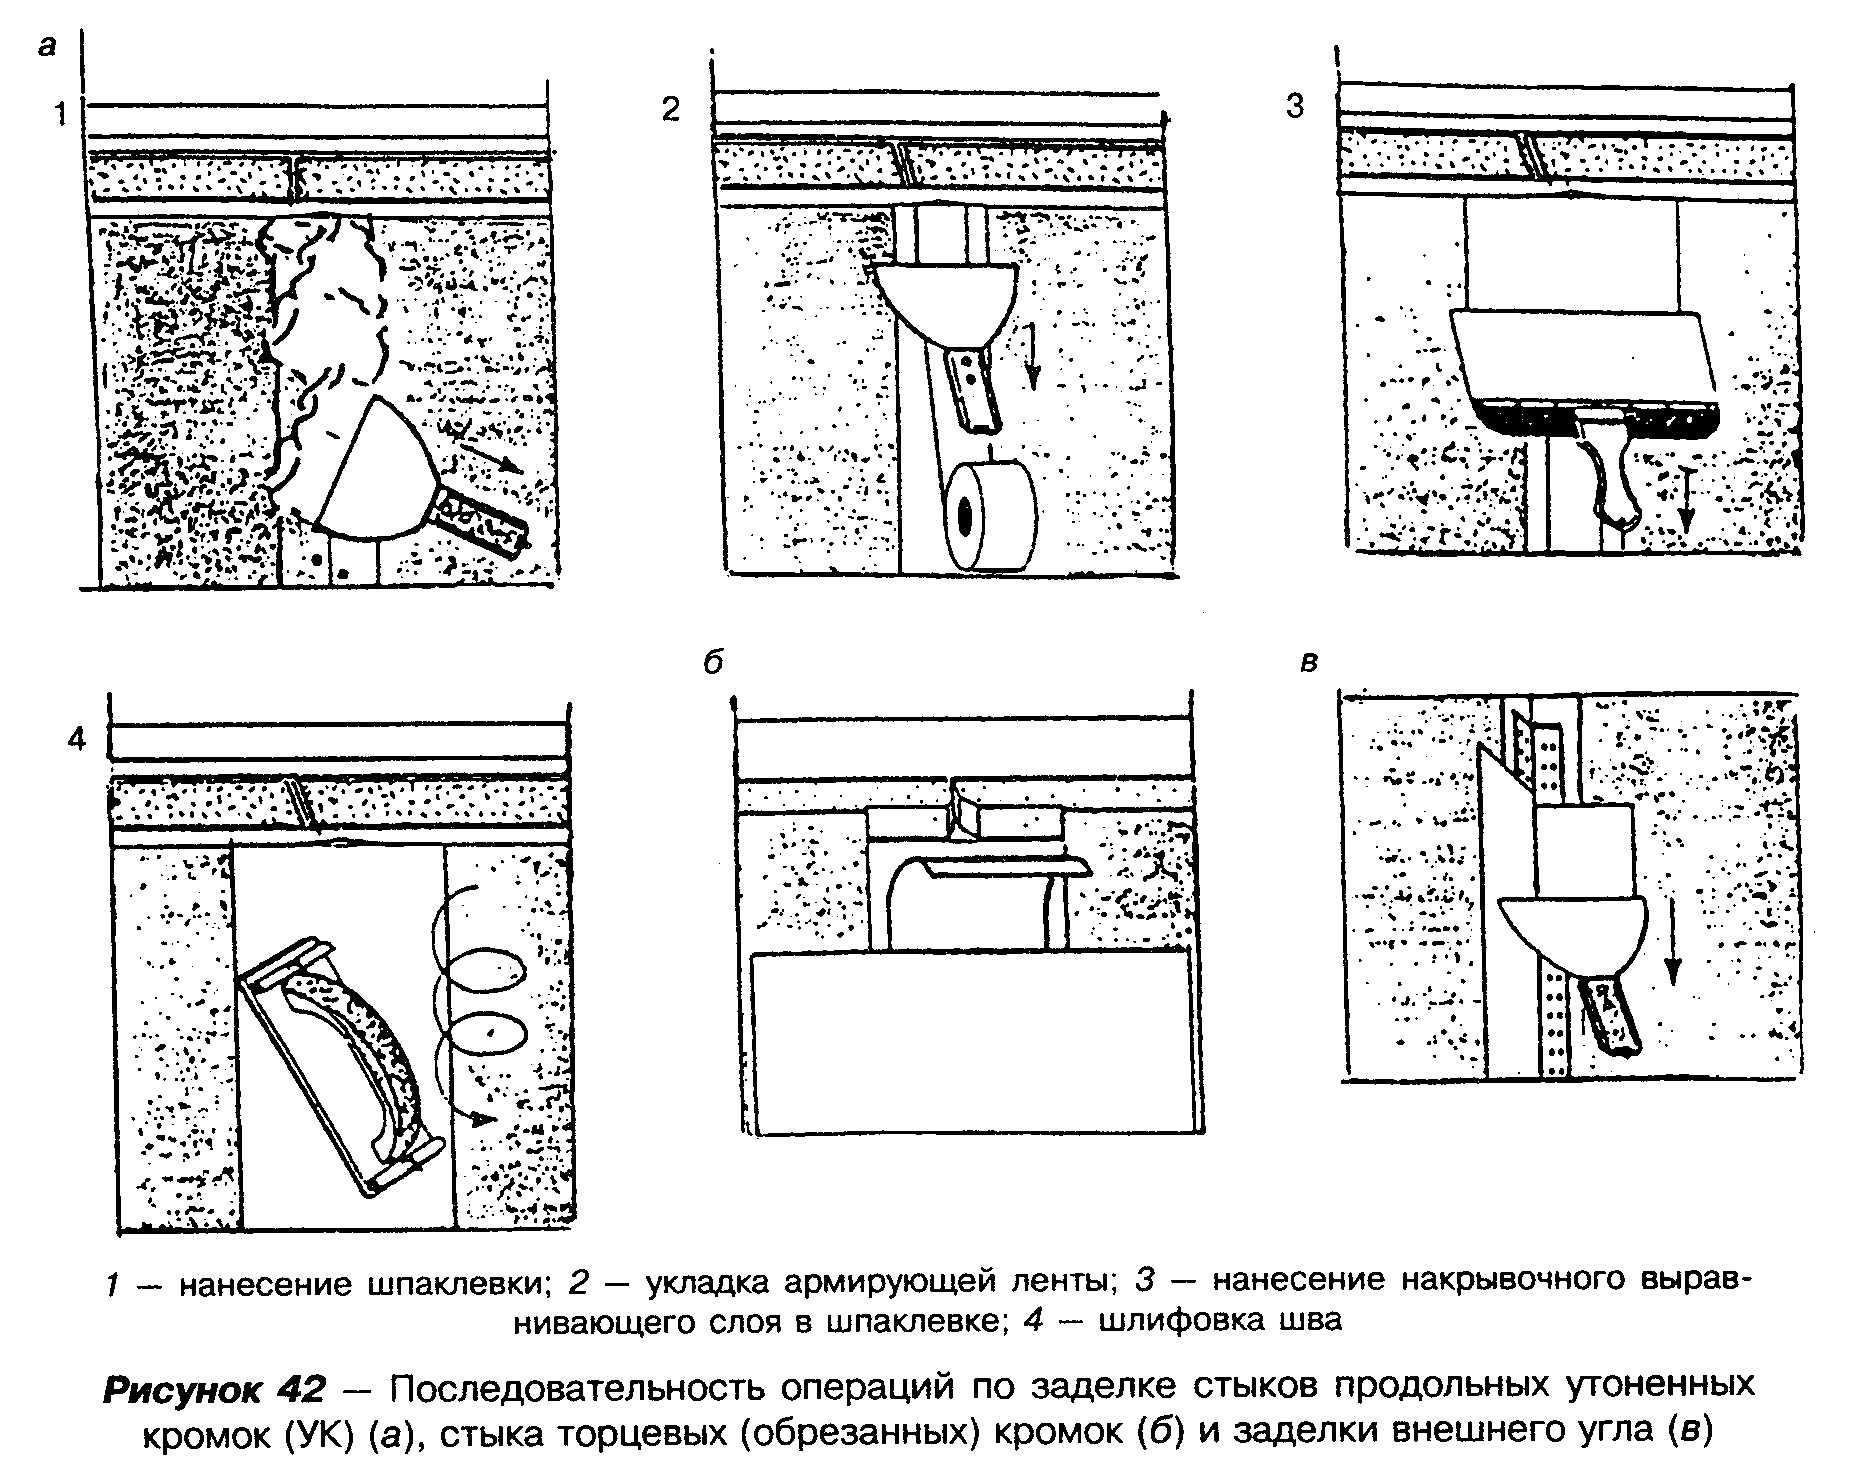 а
1
2
3
4
б
в
1 — нанесение шпаклевки; 2 — укладка армирующей ленты; 3 — нанесение накрывочного вырав-
нивающего слоя в шпаклевке; 4 — шлифовка шва
Рисунок 42 — Последовательность операций по заделке стыков продольных утоненных
кромок (УК) (а), стыка торцевых (обрезанных) кромок (б) и заделки внешнего угла (в)